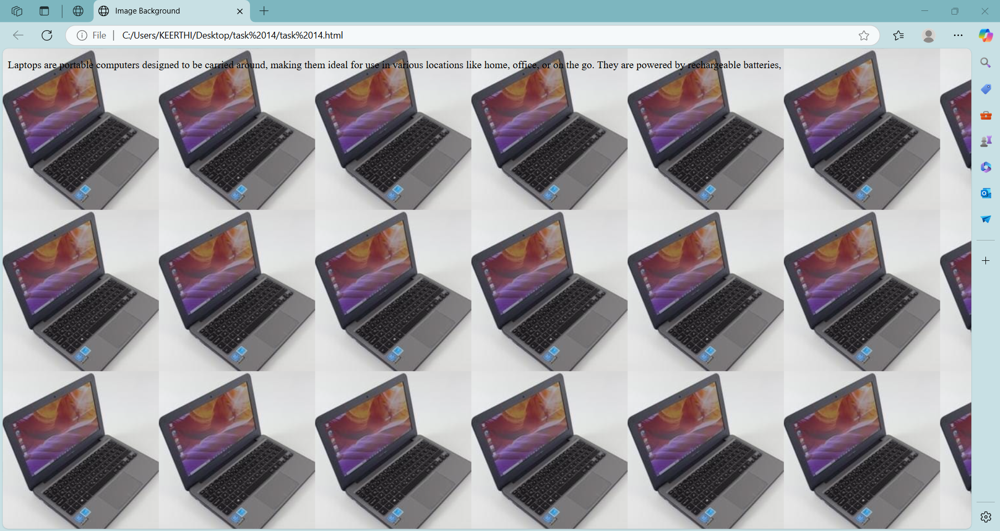 Image Background
File
C:/Users/KEERTHI/Desktop/task%2014/task%2014.html
Laptops are portable computers designed to be carried around, making them ideal for use in various locations like home, office, or on the go. They are powered by rechargeable batteries,